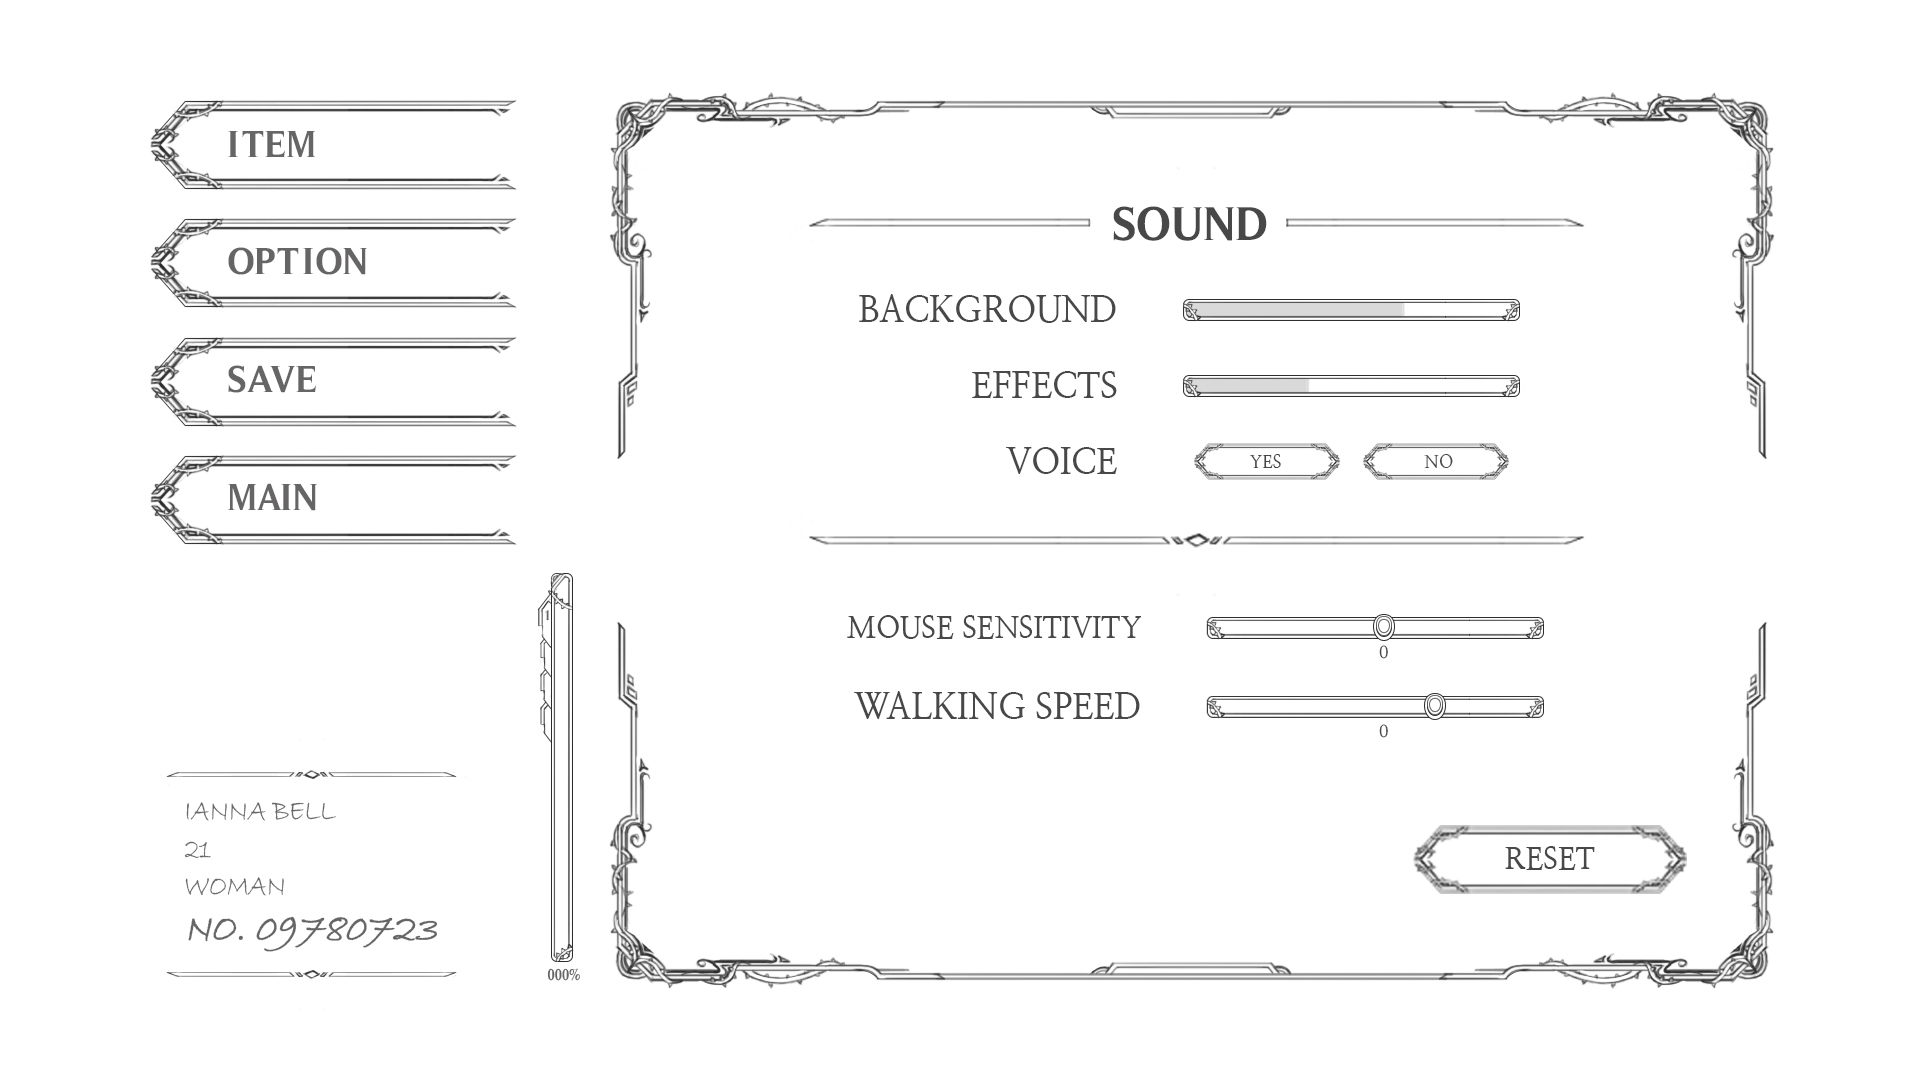 ITEM
OPTION
SAVE
MAIN
SOUND
BACKGROUND
EFFECTS
VOICE
YES NO
MOUSE SENSITIVITY
0
WALKING SPEED
0
RESET
1
000%
IANNA BELL
21
WOMAN
NO. 09780723